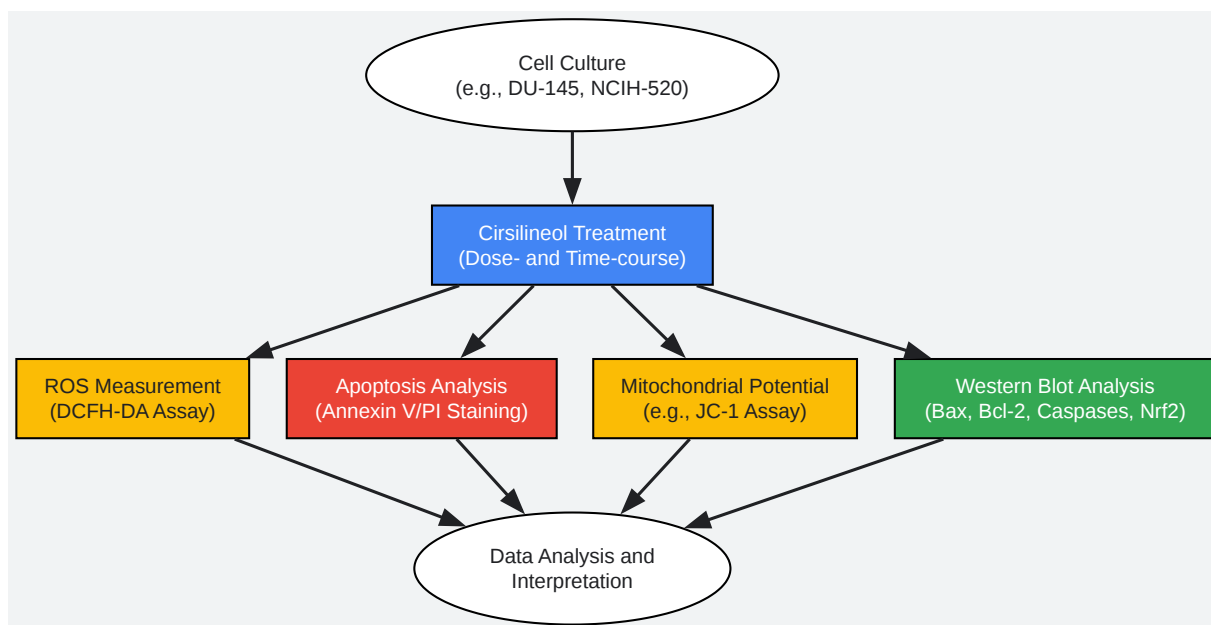 Cell Culture
(e.g., DU-145, NCIH-520)
Cirsilineol Treatment
(Dose- and Time-course)
ROS Measurement
(DCFH-DA Assay)
Apoptosis Analysis
(Annexin V/PI Staining)
Mitochondrial Potential
(e.g., JC-1 Assay)
Western Blot Analysis
(Bax, Bcl-2, Caspases, Nrf2)
Data Analysis and
Interpretation